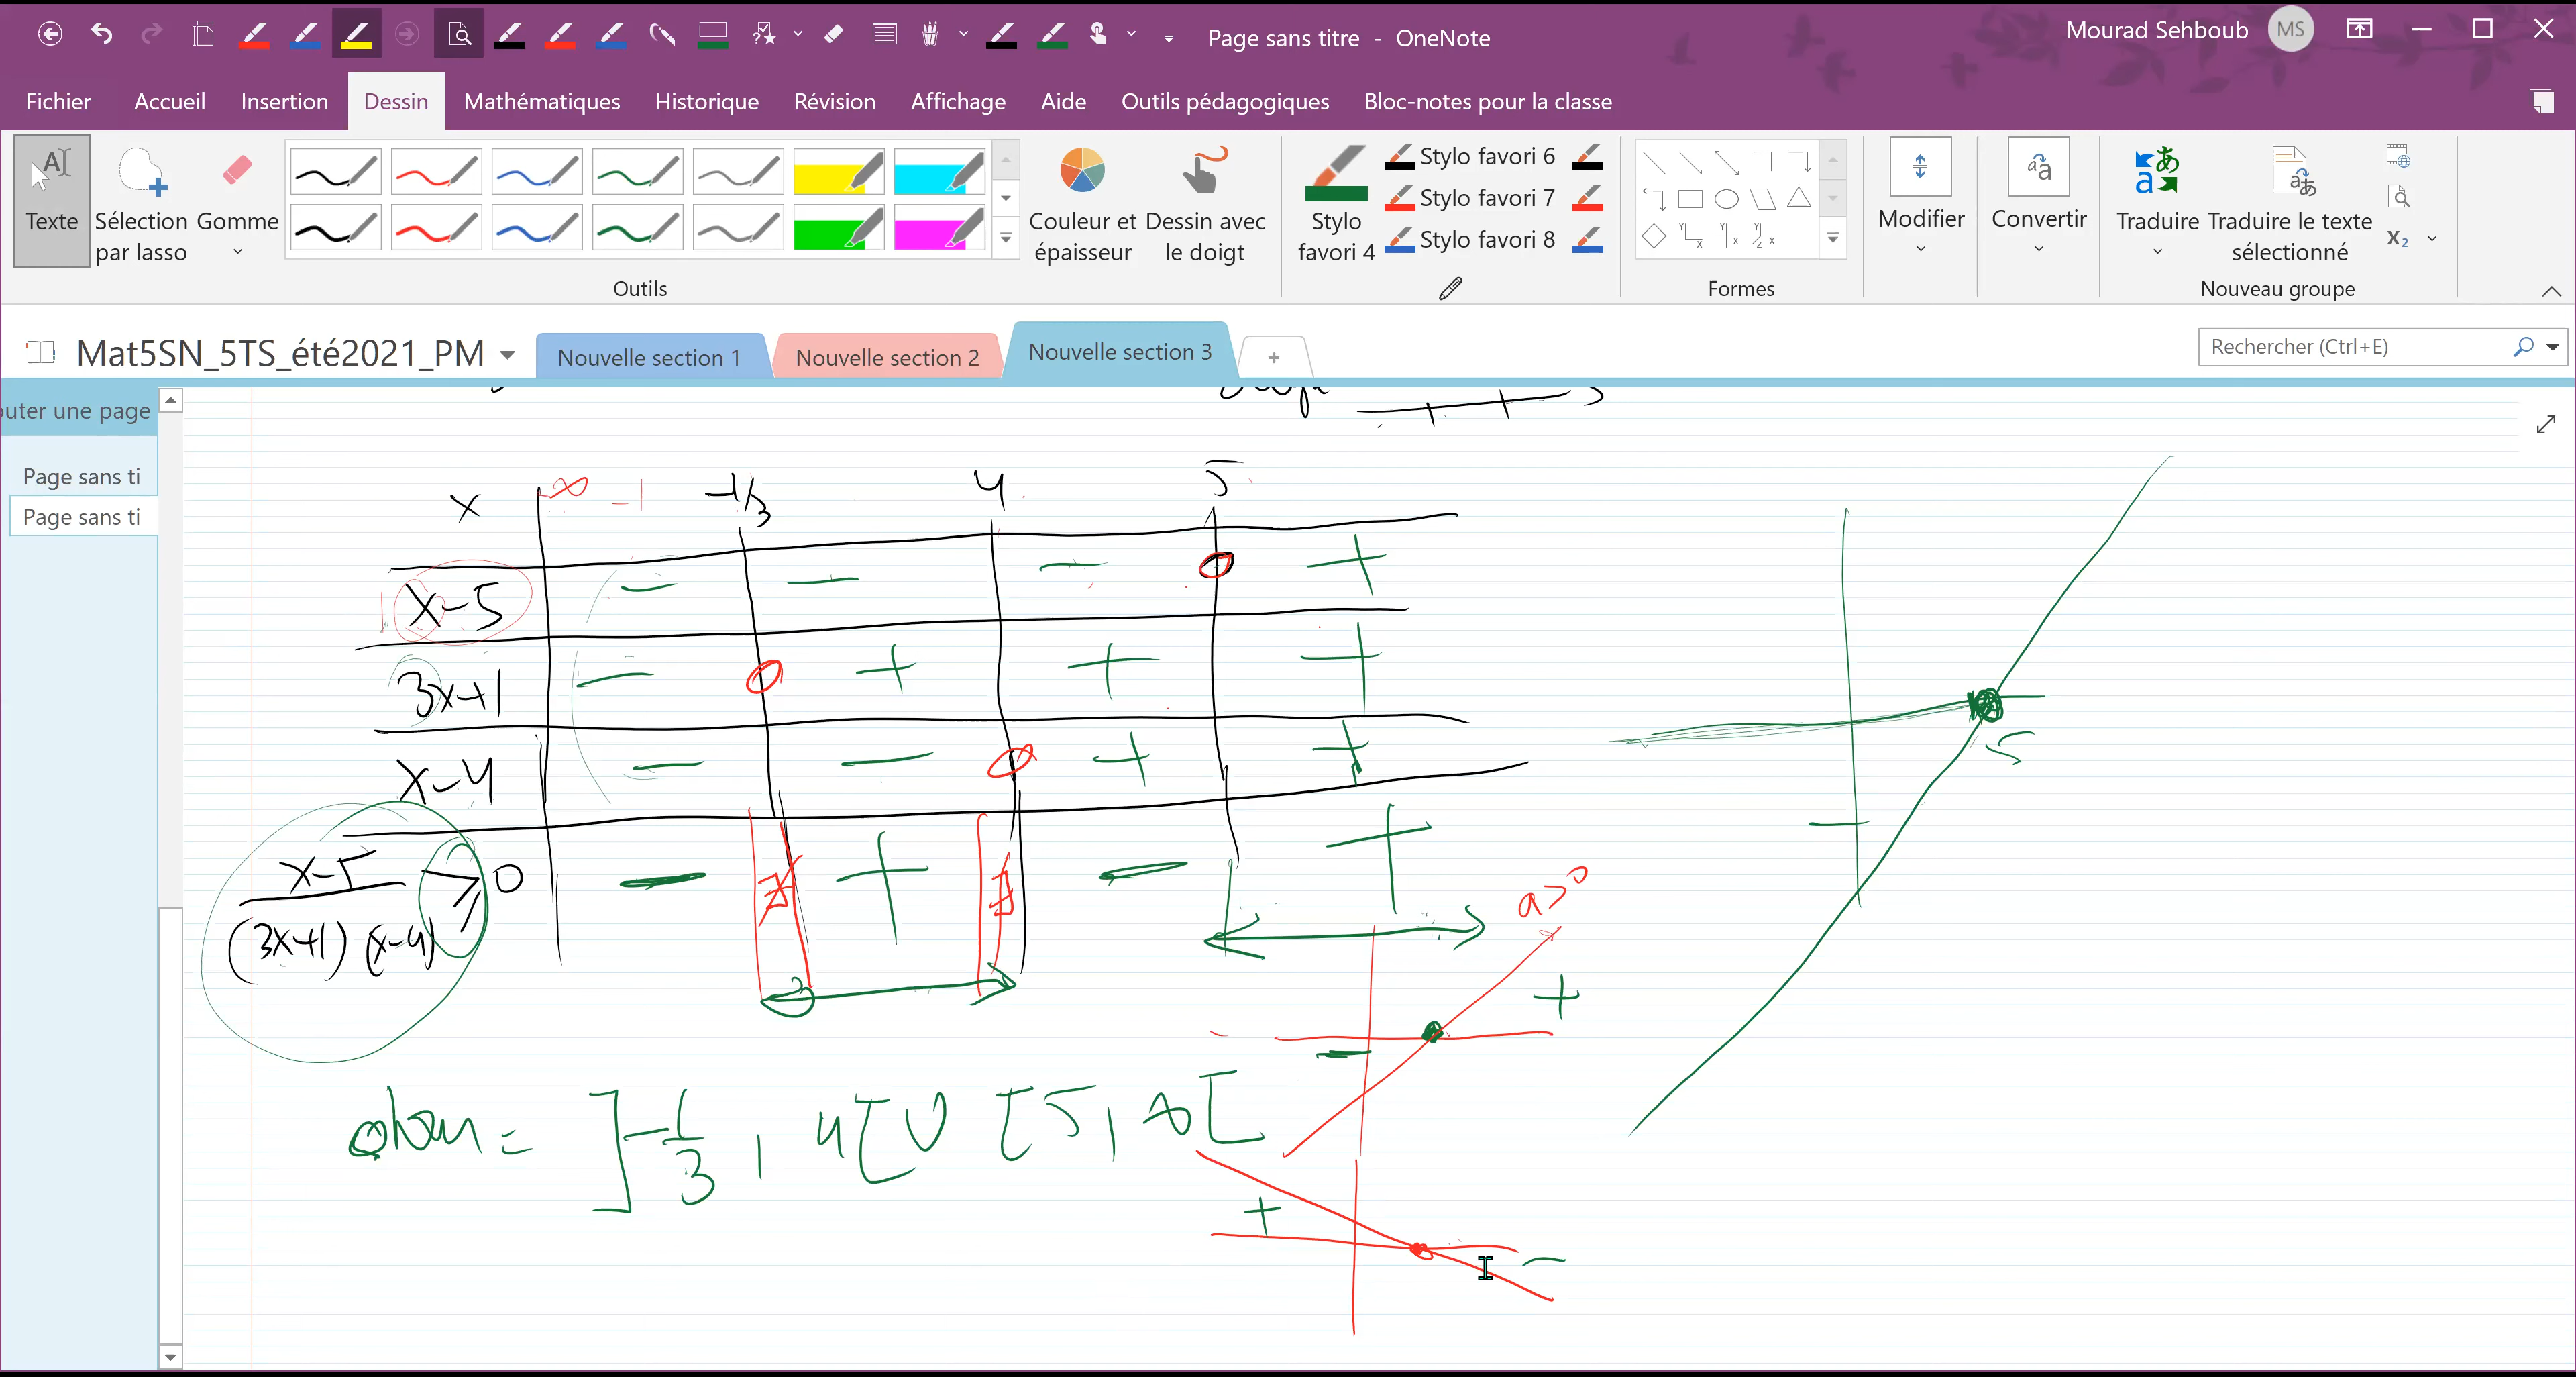 Page sans titre - OneNote
Mourad Sehboub MS
Fichier Accueil Insertion Dessin Mathématiques Historique Révision Affichage Aide Outils pédagogiques Bloc-notes pour la classe
Texte
Sélection par lasso
Gomme
Couleur et épaisseur
Dessin avec le doigt
Outils
Stylo favori 4
Stylo favori 6
Stylo favori 7
Stylo favori 8
Formes
Modifier
Convertir
Traduire
Traduire le texte sélectionné
Nouveau groupe
Mat5SN_5TS_été2021_PM
Nouvelle section 1
Nouvelle section 2
Nouvelle section 3
+
Rechercher (Ctrl+E)
outer une page
Page sans ti
Page sans ti
x -∞ -1 -1/3 4 5
x-5 - - - 0 +
3x+1 - 0 + + +
x-4 - - 0 + +
x-5
(3x+1) (x-4) ≥ 0 - ∄ + ∄ - +
a>0
+
-
5
dom = ]-1/3, 4[ ∪ [5, ∞[
+
-